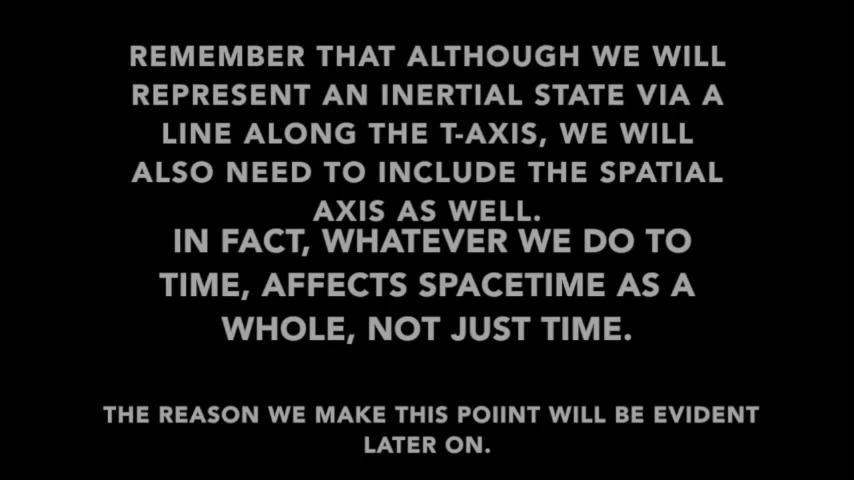 REMEMBER THAT ALTHOUGH WE WILL
REPRESENT AN INERTIAL STATE VIA A
LINE ALONG THE T-AXIS, WE WILL
ALSO NEED TO INCLUDE THE SPATIAL
AXIS AS WELL.
IN FACT, WHATEVER WE DO TO
TIME, AFFECTS SPACETIME AS A
WHOLE, NOT JUST TIME.
THE REASON WE MAKE THIS POIINT WILL BE EVIDENT
LATER ON.